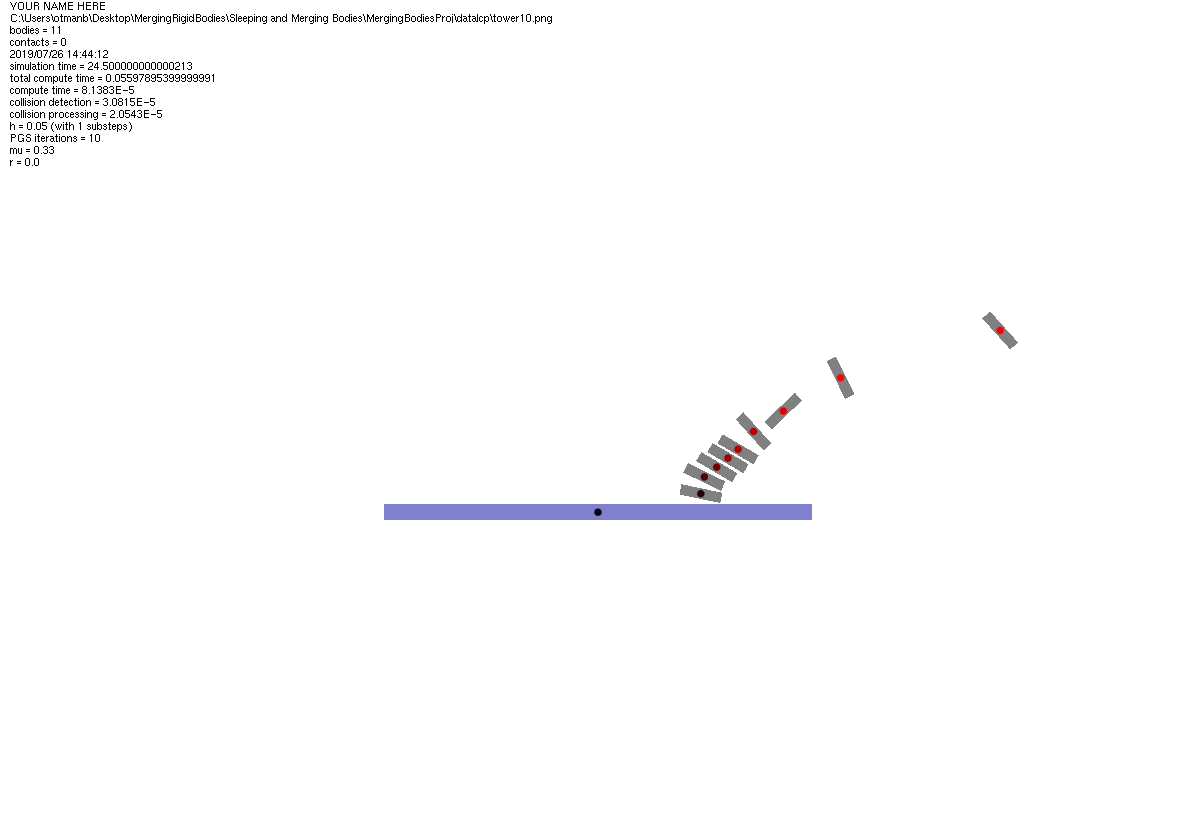 YOUR NAME HERE
C:\Users\otmanb\Desktop\MergingRigidBodies\Sleeping and Merging Bodies\MergingBodiesProj\datalcp\tower10.png
bodies = 11
contacts = 0
2019/07/26 14:44:12
simulation time = 24.500000000000213
total compute time = 0.05597895399999991
compute time = 8.1383E-5
collision detection = 3.0815E-5
collision processing = 2.0543E-5
h = 0.05 (with 1 substeps)
PGS iterations = 10
mu = 0.33
r = 0.0